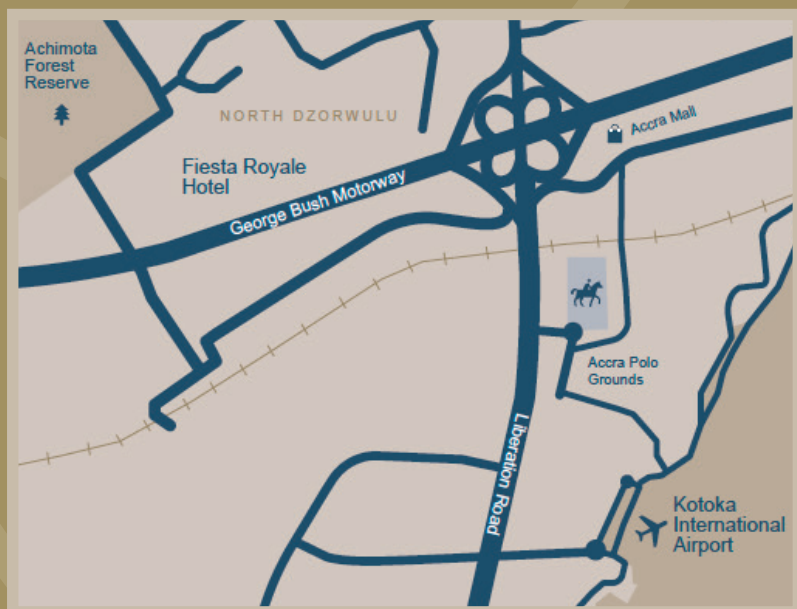 Achimota
Forest
Reserve
NORTH DZORWULU
Accra Mall
Fiesta Royale
Hotel
George Bush Motorway
Accra Polo
Grounds
Liberation Road
Kotoka
International
Airport